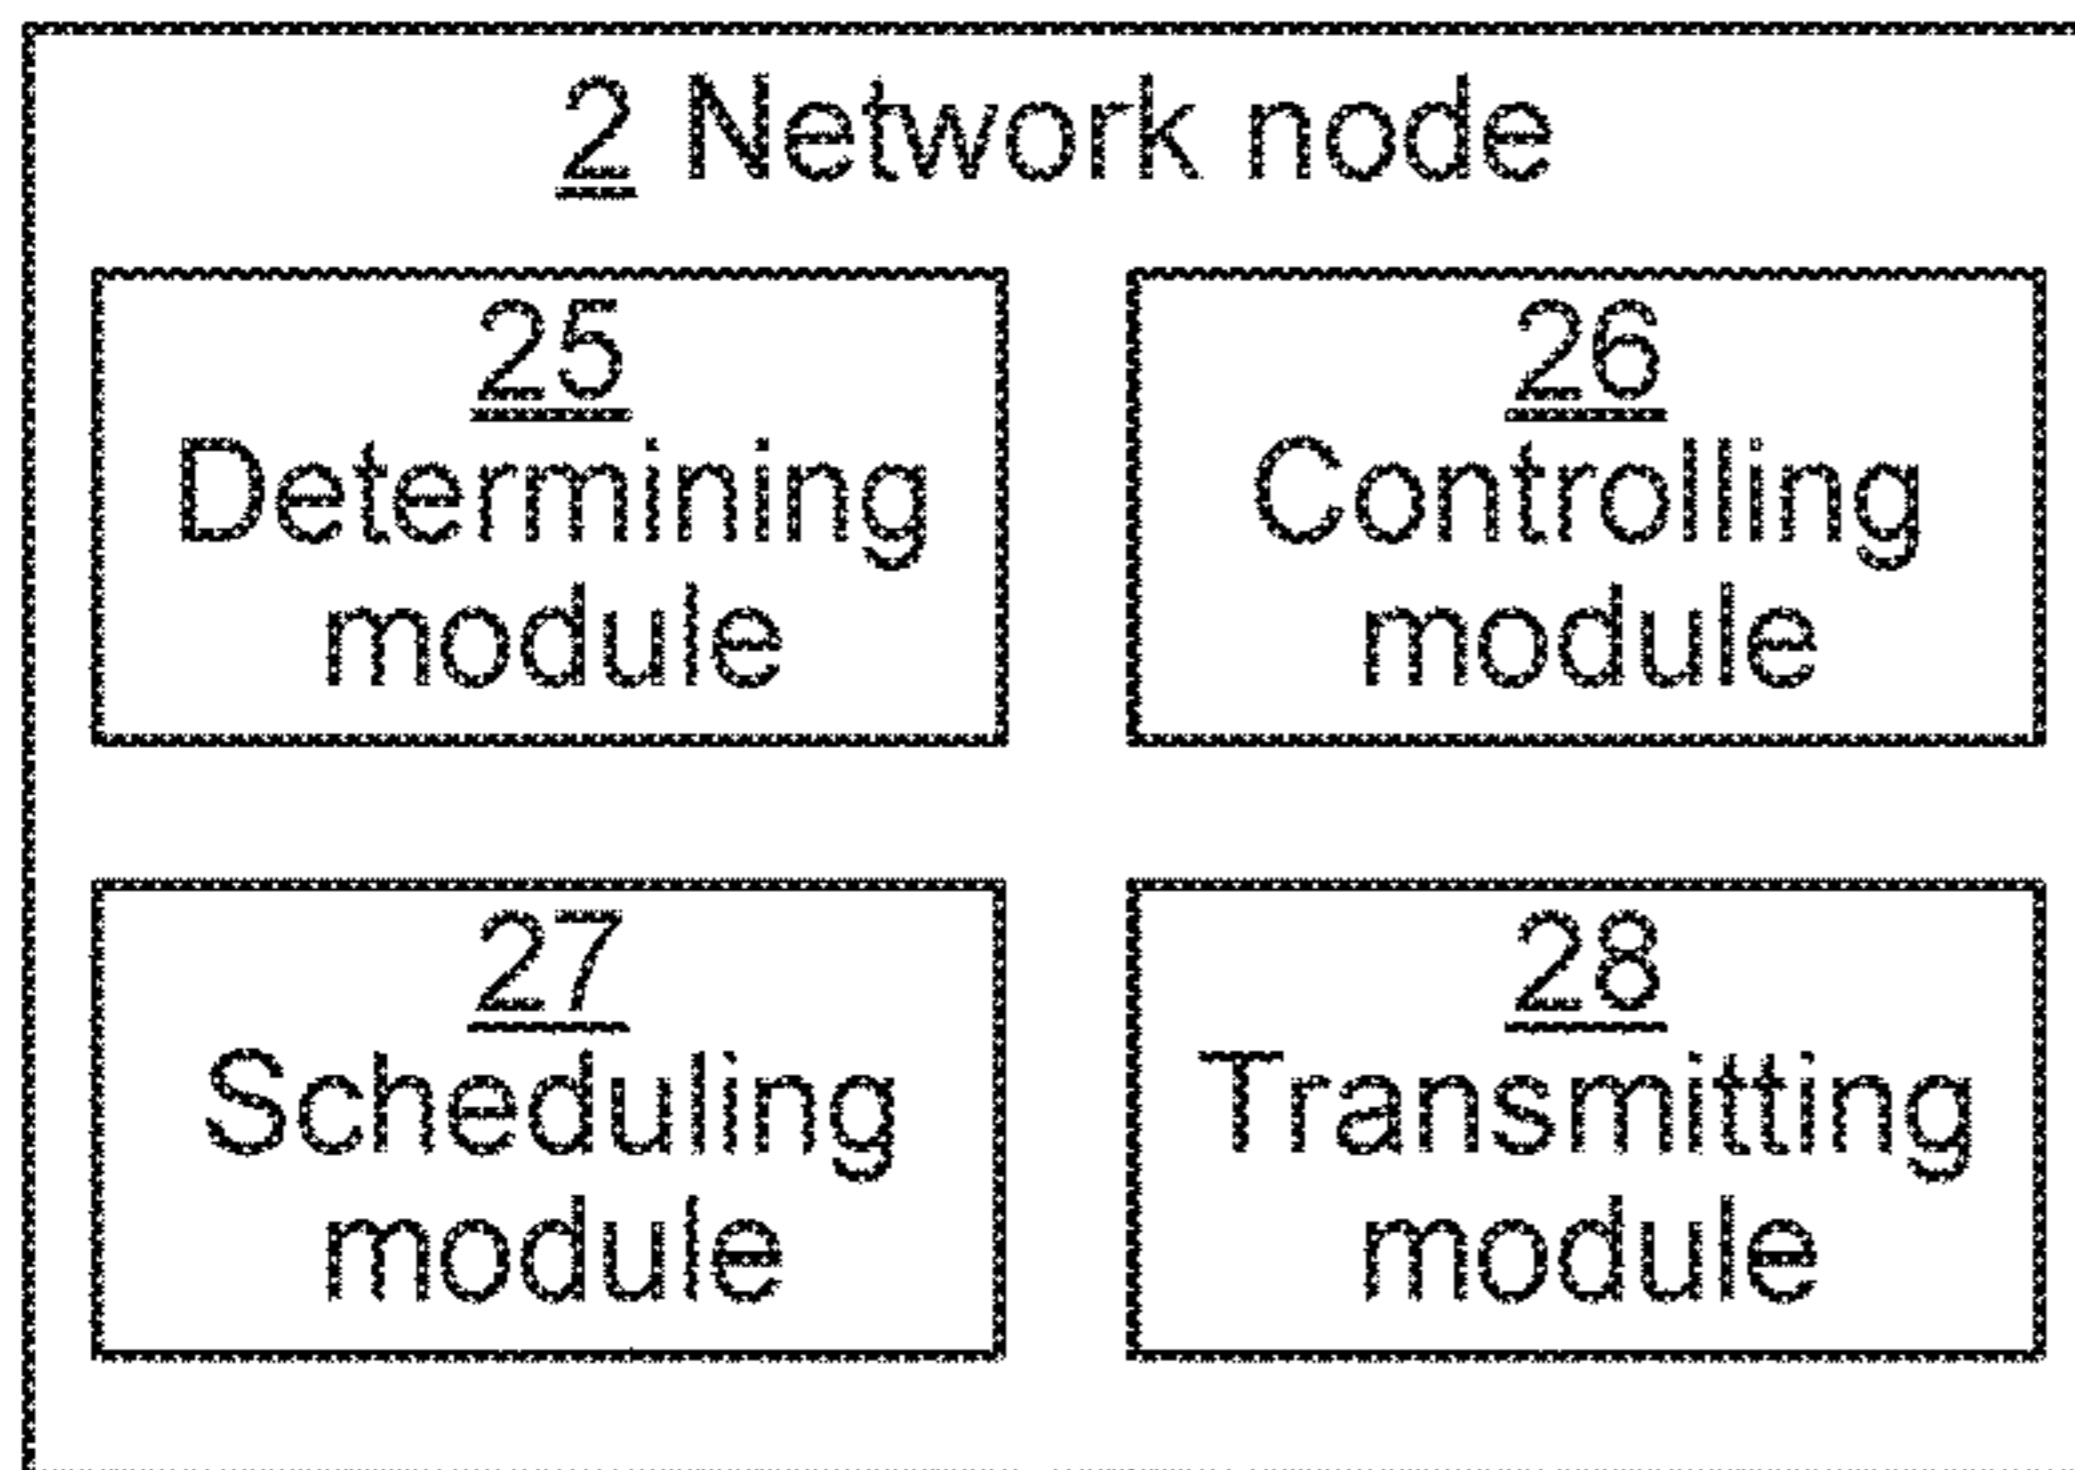 2 Network node
25
Determining
module
26
Controlling
module
27
Scheduling
module
28
Transmitting
module